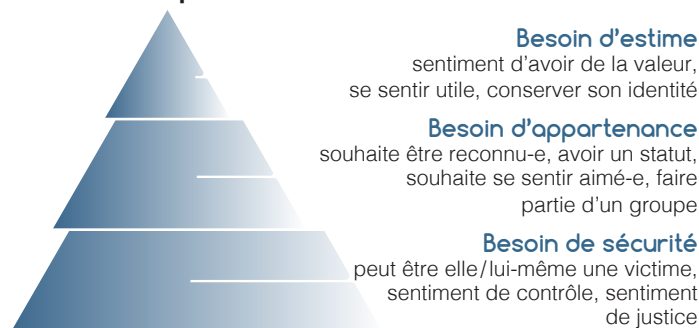 Besoin d'estime
sentiment d'avoir de la valeur,
se sentir utile, conserver son identité
Besoin d'appartenance
souhaite être reconnu-e, avoir un statut,
souhaite se sentir aimé-e, faire
partie d'un groupe
Besoin de sécurité
peut être elle/lui-même une victime,
sentiment de contrôle, sentiment
de justice